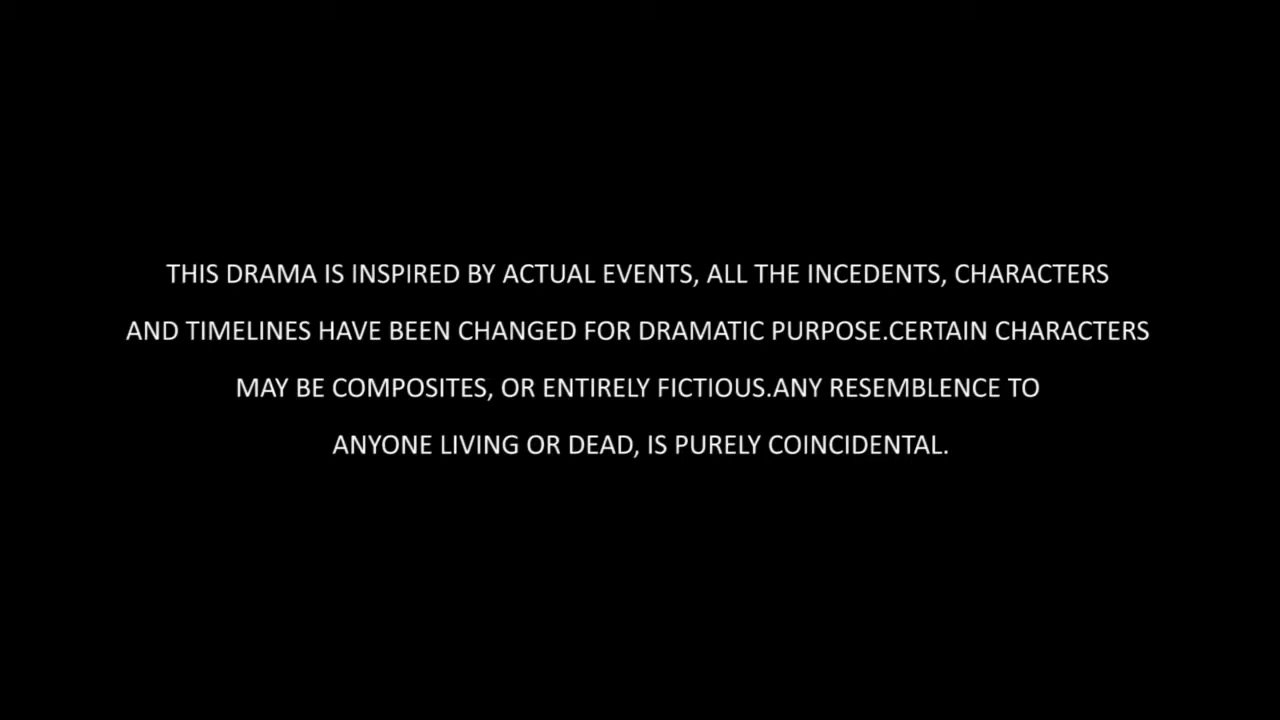 THIS DRAMA IS INSPIRED BY ACTUAL EVENTS, ALL THE INCEDENTS, CHARACTERS
AND TIMELINES HAVE BEEN CHANGED FOR DRAMATIC PURPOSE.CERTAIN CHARACTERS
MAY BE COMPOSITES, OR ENTIRELY FICTIOUS.ANY RESEMBLENCE TO
ANYONE LIVING OR DEAD, IS PURELY COINCIDENTAL.